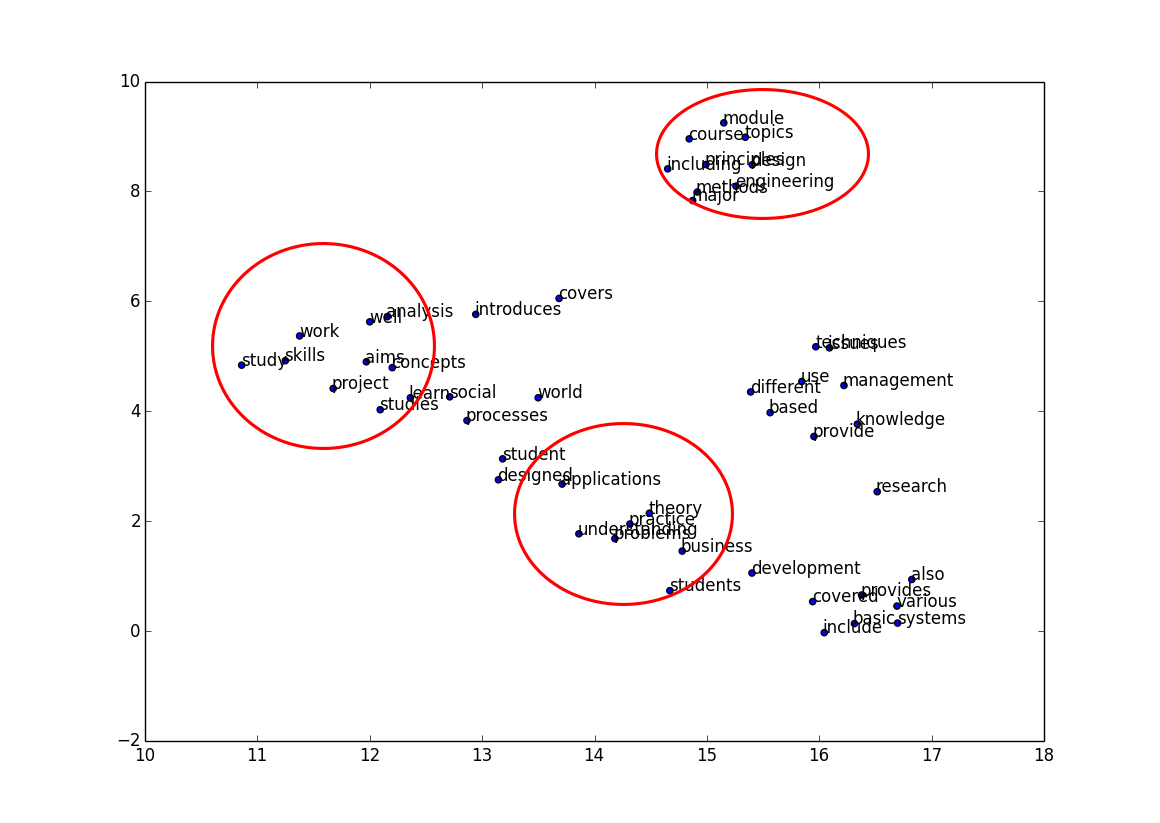 10
module
course
topics
principles
design
including
engineering
methods
8
major
6
covers
introduces
analysis
well
work
techniques
issues
skills
study
aims
concepts
use
management
project
different
learn
social
world
4
studies
based
processes
knowledge
provide
student
designed
applications
research
theory
practice
2
understanding
problems
business
development
also
students
provides
covered
various
basic
systems
include
0
−2
10 11 12 13 14 15 16 17 18